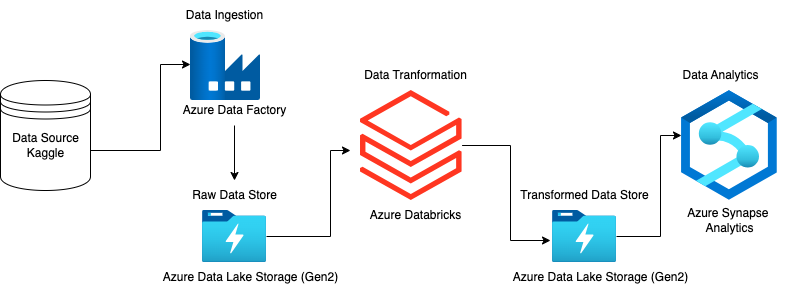 Data Ingestion
Azure Data Factory
Data Source
Kaggle
Raw Data Store
Azure Data Lake Storage (Gen2)
Data Tranformation
Azure Databricks
Transformed Data Store
Azure Data Lake Storage (Gen2)
Data Analytics
Azure Synapse
Analytics